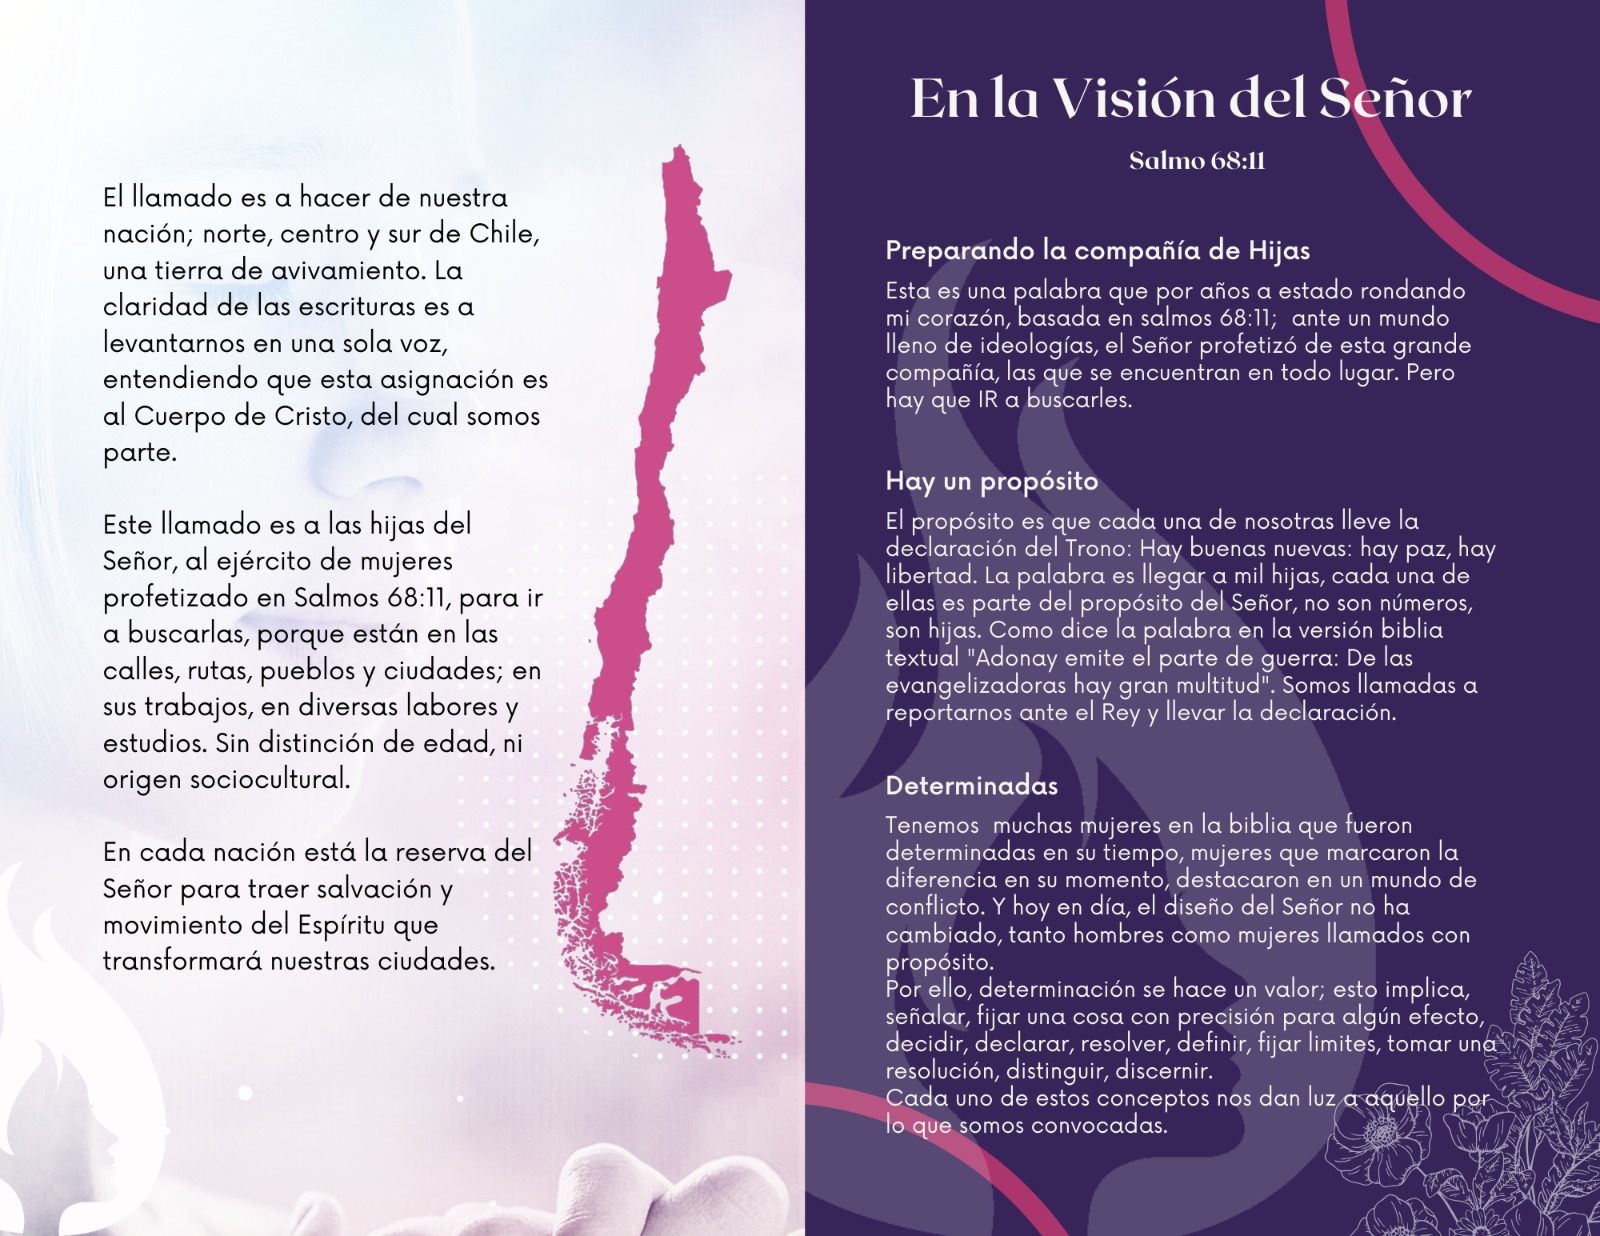 El llamado es a hacer de nuestra
nación; norte, centro y sur de Chile,
una tierra de avivamiento. La
claridad de las escrituras es a
levantarnos en una sola voz,
entendiendo que esta asignación es
al Cuerpo de Cristo, del cual somos
parte.
Este llamado es a las hijas del
Señor, al ejército de mujeres
profetizado en Salmos 68:11, para ir
a buscarlas, porque están en las
calles, rutas, pueblos y ciudades; en
sus trabajos, en diversas labores y
estudios. Sin distinción de edad, ni
origen sociocultural.
En cada nación está la reserva del
Señor para traer salvación y
movimiento del Espíritu que
transformará nuestras ciudades.
En la Visión del Señor
Salmo 68:11
Preparando la compañía de Hijas
Esta es una palabra que por años a estado rondando
mi corazón, basada en salmos 68:11;  ante un mundo
lleno de ideologías, el Señor profetizó de esta grande
compañía, las que se encuentran en todo lugar. Pero
hay que IR a buscarles.
Hay un propósito
El propósito es que cada una de nosotras lleve la
declaración del Trono: Hay buenas nuevas: hay paz, hay
libertad. La palabra es llegar a mil hijas, cada una de
ellas es parte del propósito del Señor, no son números,
son hijas. Como dice la palabra en la versión biblia
textual "Adonay emite el parte de guerra: De las
evangelizadoras hay gran multitud". Somos llamadas a
reportarnos ante el Rey y llevar la declaración.
Determinadas
Tenemos  muchas mujeres en la biblia que fueron
determinadas en su tiempo, mujeres que marcaron la
diferencia en su momento, destacaron en un mundo de
conflicto. Y hoy en día, el diseño del Señor no ha
cambiado, tanto hombres como mujeres llamados con
propósito.
Por ello, determinación se hace un valor; esto implica,
señalar, fijar una cosa con precisión para algún efecto,
decidir, declarar, resolver, definir, fijar limites, tomar una
resolución, distinguir, discernir.
Cada uno de estos conceptos nos dan luz a aquello por
lo que somos convocadas.